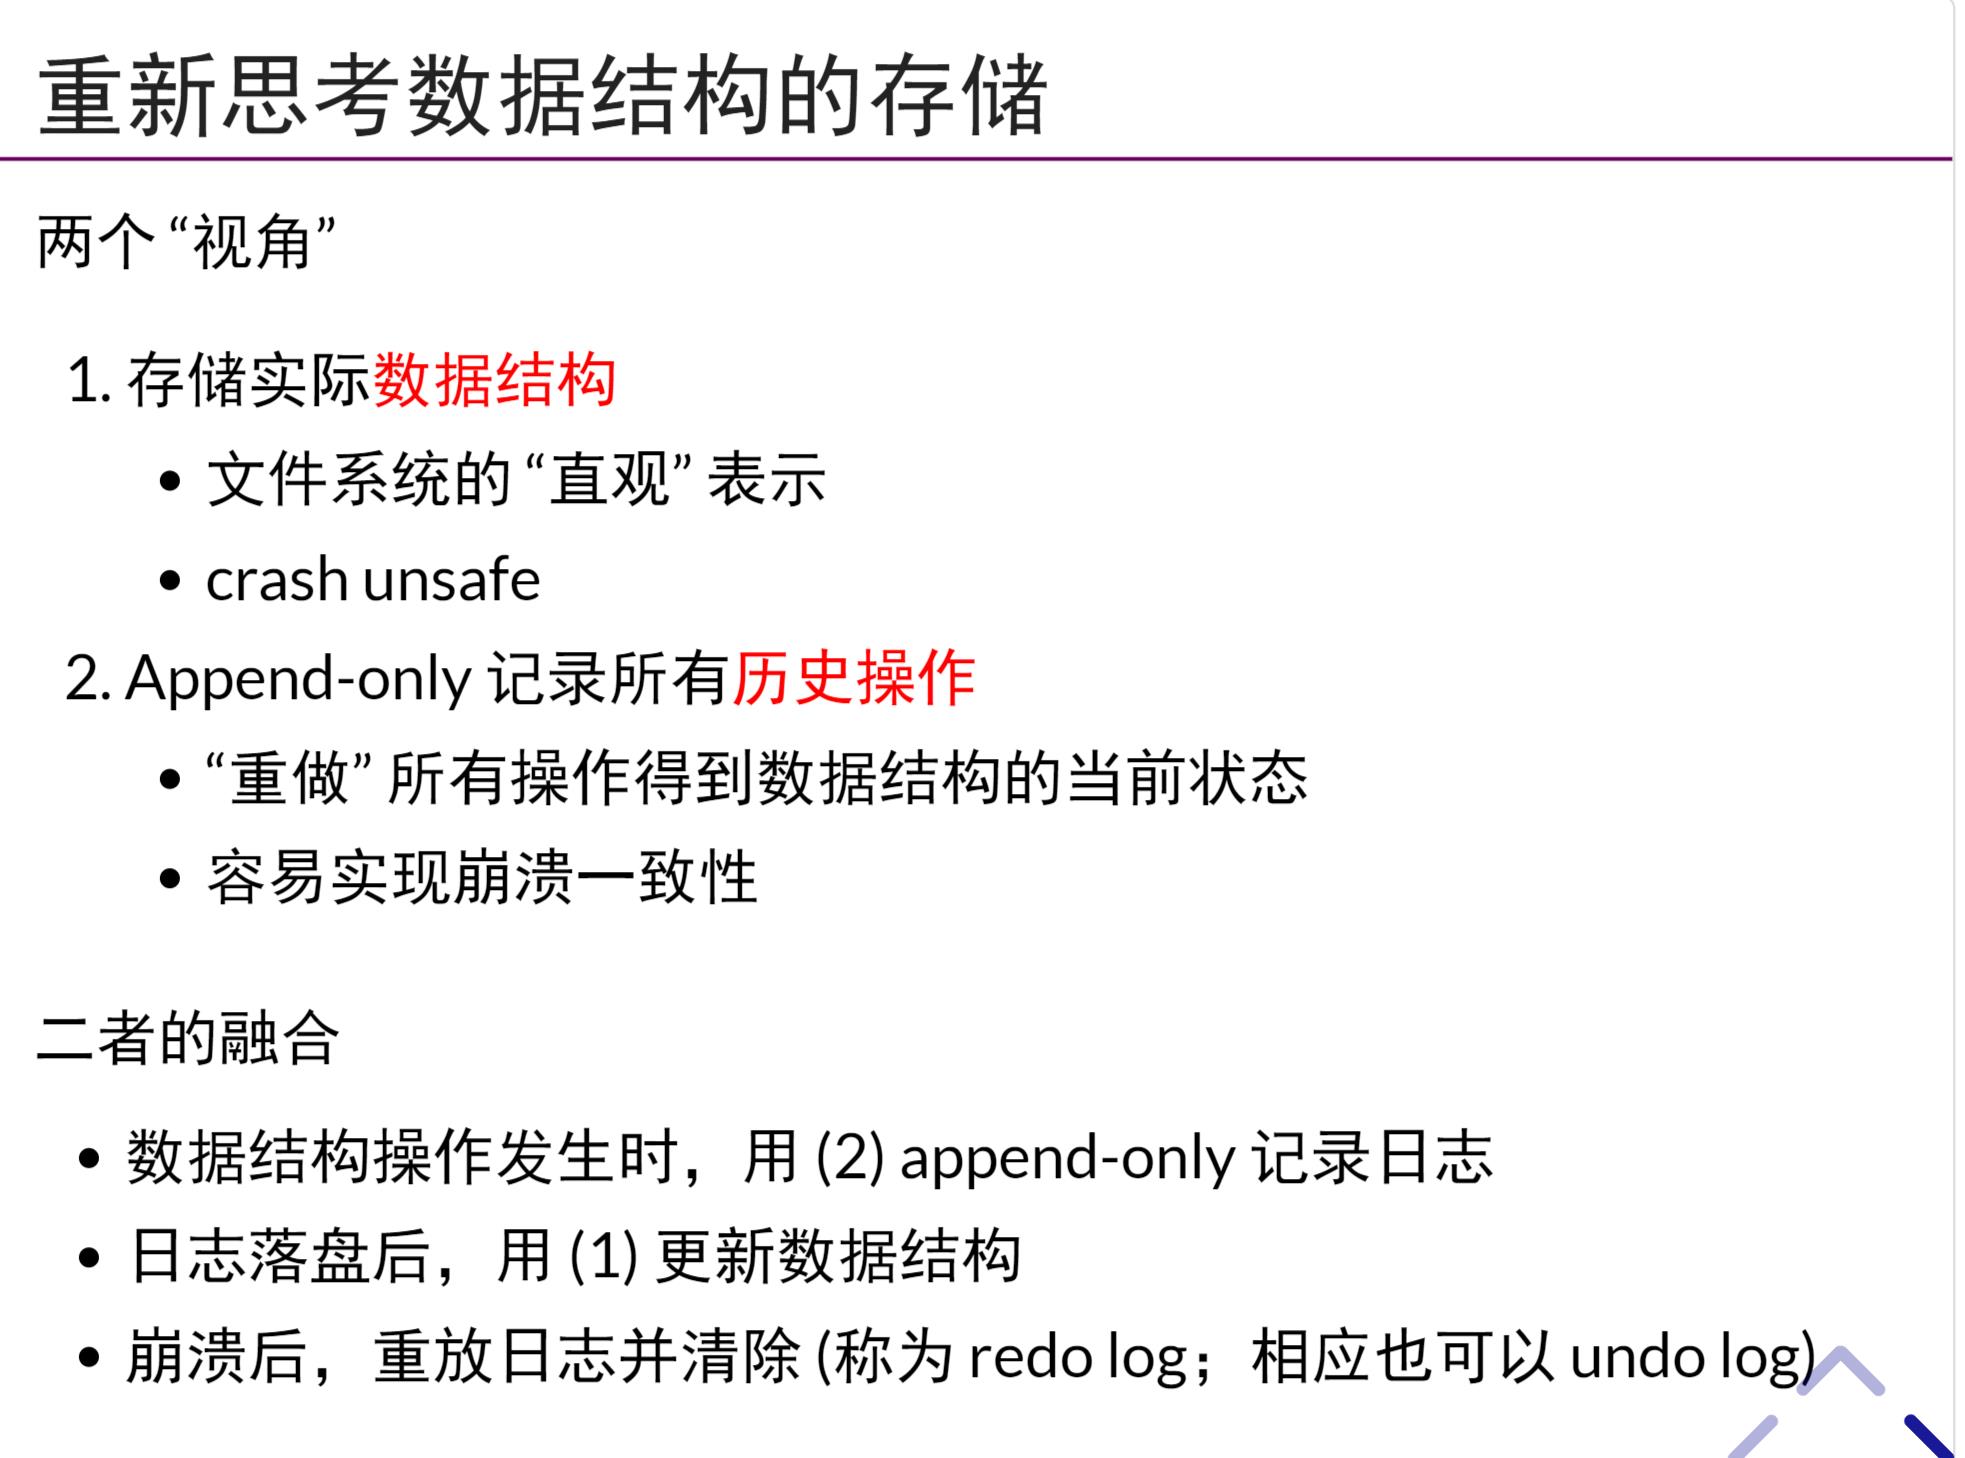 重新思考数据结构的存储
两个 “视角”
1. 存储实际数据结构
• 文件系统的 “直观” 表示
• crash unsafe
2. Append-only 记录所有历史操作
• “重做” 所有操作得到数据结构的当前状态
• 容易实现崩溃一致性
二者的融合
• 数据结构操作发生时，用 (2) append-only 记录日志
• 日志落盘后，用 (1) 更新数据结构
• 崩溃后，重放日志并清除 (称为 redo log；相应也可以 undo log)